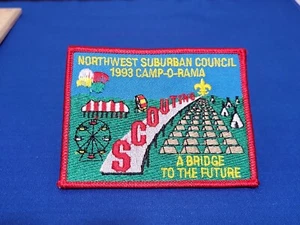 NORTHWEST SUBURBAN COUNCIL
1993 CAMP-O-RAMA
SCOUTING
A BRIDGE
TO THE FUTURE